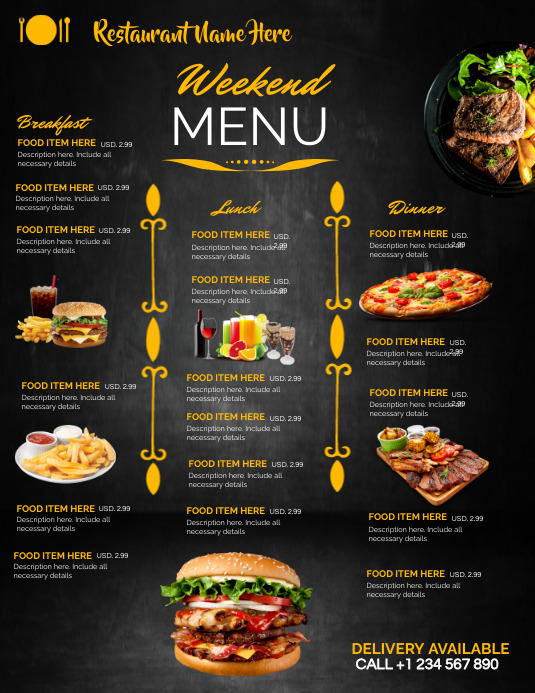 Restaurant Name Here
Weekend
MENU
Breakfast
FOOD ITEM HERE USD. 2.99
Description here. Include all
necessary details
FOOD ITEM HERE USD. 2.99
Description here. Include all
necessary details
FOOD ITEM HERE USD. 2.99
Description here. Include all
necessary details
FOOD ITEM HERE USD. 2.99
Description here. Include all
necessary details
FOOD ITEM HERE USD. 2.99
Description here. Include all
necessary details
FOOD ITEM HERE USD. 2.99
Description here. Include all
necessary details
Lunch
FOOD ITEM HERE USD.
2.99
Description here. Include all
necessary details
FOOD ITEM HERE USD.
2.99
Description here. Include all
necessary details
FOOD ITEM HERE USD. 2.99
Description here. Include all
necessary details
FOOD ITEM HERE USD. 2.99
Description here. Include all
necessary details
FOOD ITEM HERE USD. 2.99
Description here. Include all
necessary details
FOOD ITEM HERE USD. 2.99
Description here. Include all
necessary details
Dinner
FOOD ITEM HERE USD.
2.99
Description here. Include all
necessary details
FOOD ITEM HERE USD.
2.99
Description here. Include all
necessary details
FOOD ITEM HERE USD.
2.99
Description here. Include all
necessary details
FOOD ITEM HERE USD. 2.99
Description here. Include all
necessary details
FOOD ITEM HERE USD. 2.99
Description here. Include all
necessary details
DELIVERY AVAILABLE
CALL +1 234 567 890